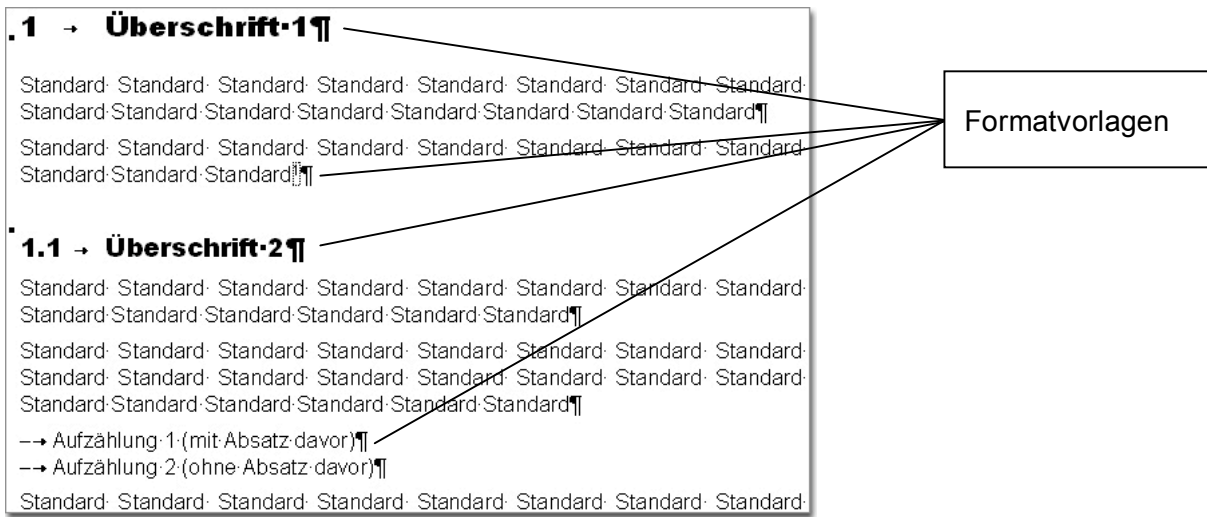 1 → Überschrift·1¶
Standard· Standard· Standard· Standard· Standard· Standard· Standard· Standard·
Standard·Standard·Standard·Standard·Standard·Standard·Standard·Standard¶
Standard· Standard· Standard· Standard· Standard· Standard· Standard· Standard·
Standard·Standard·Standard¶
1.1 → Überschrift·2¶
Standard· Standard· Standard· Standard· Standard· Standard· Standard· Standard·
Standard·Standard·Standard·Standard·Standard·Standard¶
Standard· Standard· Standard· Standard· Standard· Standard· Standard· Standard·
Standard· Standard· Standard· Standard· Standard· Standard· Standard· Standard·
Standard·Standard·Standard·Standard·Standard·Standard¶
–→ Aufzählung·1·(mit·Absatz·davor)¶
–→ Aufzählung·2·(ohne·Absatz·davor)¶
Standard· Standard· Standard· Standard· Standard· Standard· Standard· Standard·
Formatvorlagen